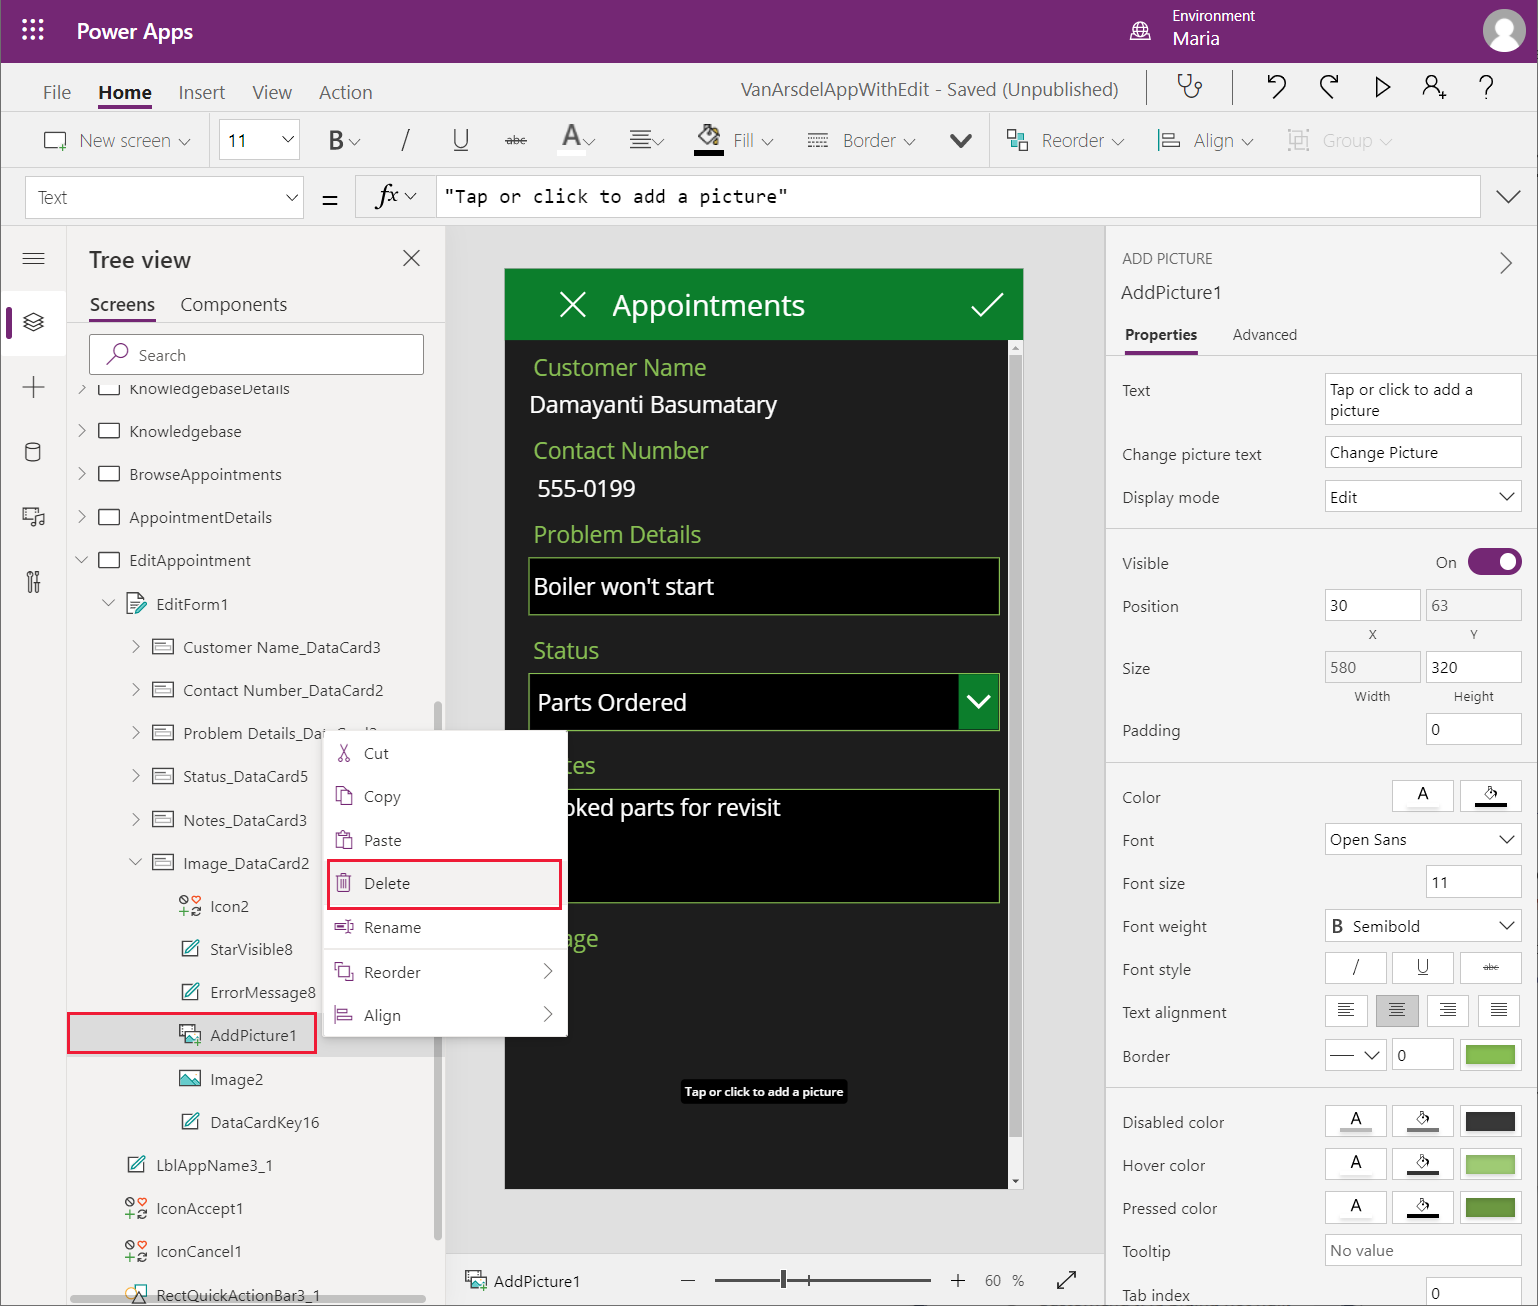 Power Apps
Environment
Maria
File Home Insert View Action
VanArsdelAppWithEdit - Saved (Unpublished)
?
New screen 11 B / U abc A Fill Border Reorder Align Group
Text = fx "Tap or click to add a picture"
Tree view
Screens Components
Search
KnowledgebaseDetails
Knowledgebase
BrowseAppointments
AppointmentDetails
EditAppointment
EditForm1
Customer Name_DataCard3
Contact Number_DataCard2
Problem Details_Da
Status_DataCard5
Notes_DataCard3
Image_DataCard2
Icon2
StarVisible8
ErrorMessage8
AddPicture1
Image2
DataCardKey16
LblAppName3_1
IconAccept1
IconCancel1
RectQuickActionBar3_1
Cut
Copy
Paste
Delete
Rename
Reorder
Align
Appointments
Customer Name
Damayanti Basumatary
Contact Number
555-0199
Problem Details
Boiler won't start
Status
Parts Ordered
tes
oked parts for revisit
age
Tap or click to add a picture
AddPicture1
60 %
ADD PICTURE
AddPicture1
Properties Advanced
Text Tap or click to add a
picture
Change picture text Change Picture
Display mode Edit
Visible On
Position 30 63
X Y
Size 580 320
Width Height
Padding 0
Color A
Font Open Sans
Font size 11
Font weight B Semibold
Font style / U abc
Text alignment
Border 0
Disabled color A
Hover color A
Pressed color A
Tooltip No value
Tab index 0